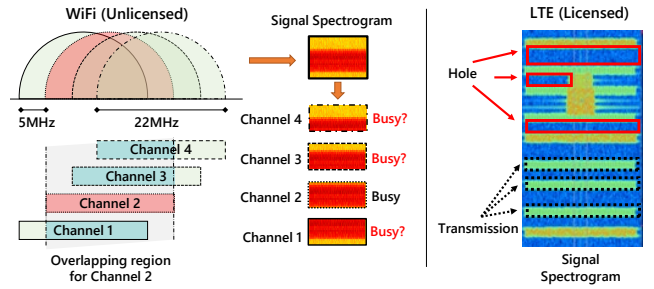 WiFi (Unlicensed)
5MHz
22MHz
Channel 4
Channel 3
Channel 2
Channel 1
Overlapping region
for Channel 2
Signal Spectrogram
Channel 4 Busy?
Channel 3 Busy?
Channel 2 Busy
Channel 1 Busy?
LTE (Licensed)
Hole
Transmission
Signal
Spectrogram